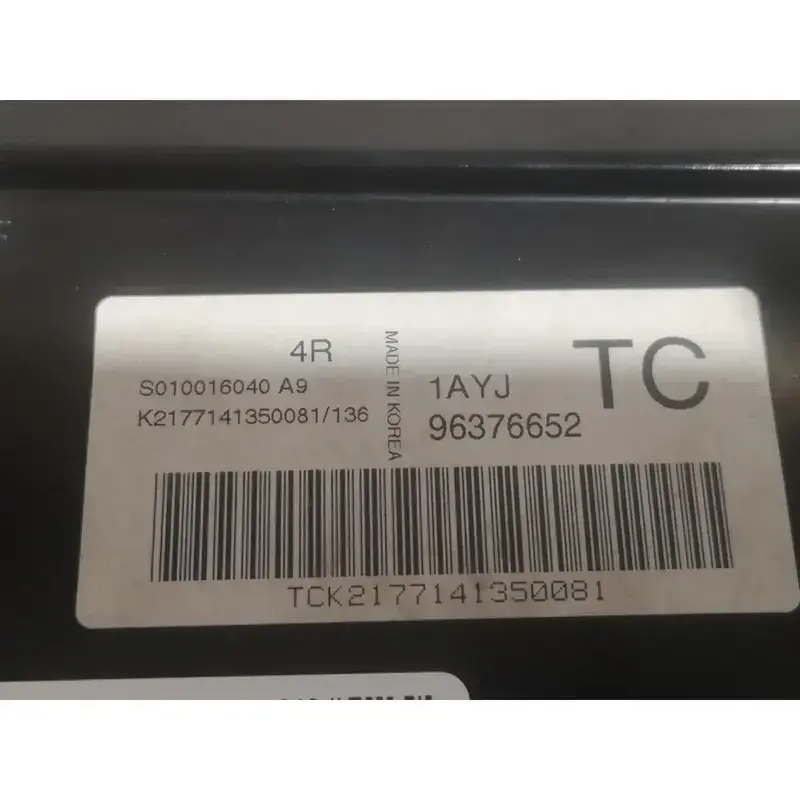 4R
S010016040 A9
K2177141350081/136
MADE IN KOREA
1AYJ
96376652
TC
TCK2177141350081